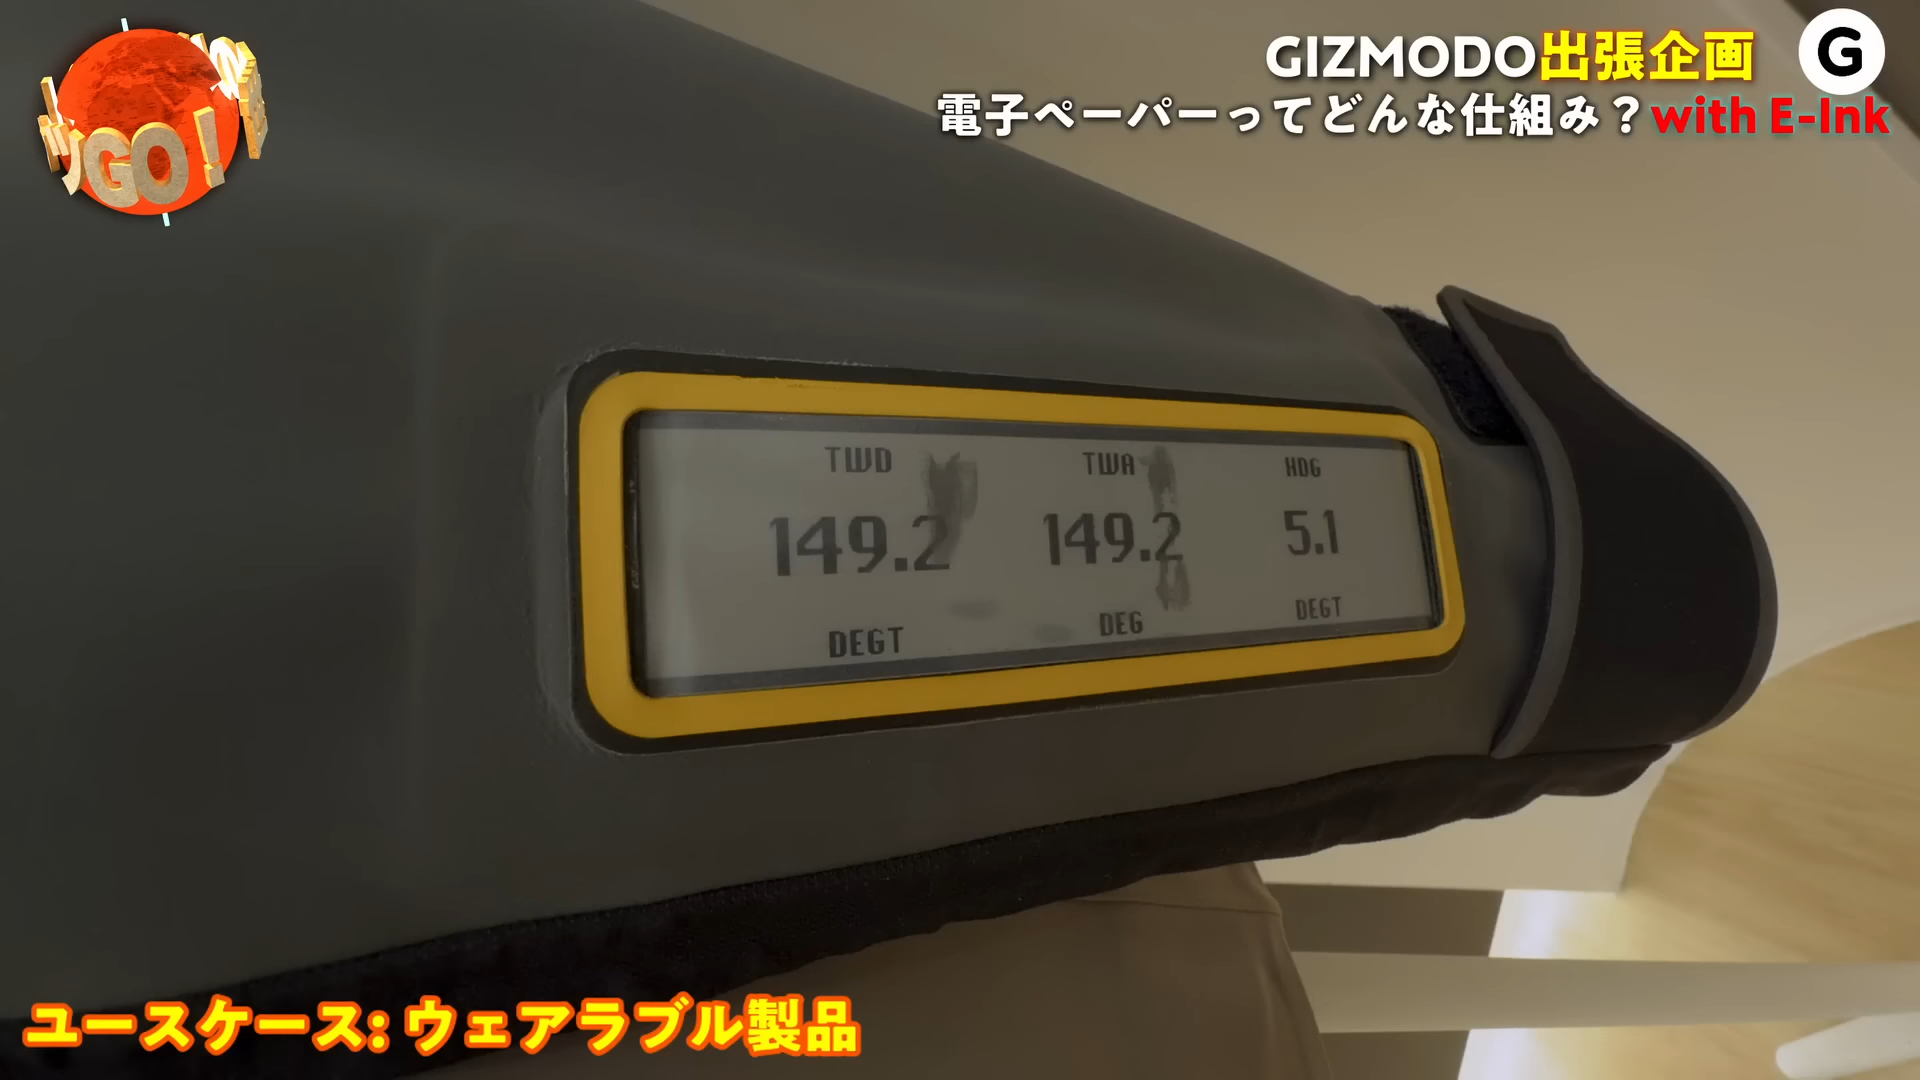 GO!
GIZMODO出張企画 G
電子ペーパーってどんな仕組み？with E-Ink
TWD TWA HDG
149.2 149.2 5.1
DEGT DEG DEGT
ユースケース: ウェアラブル製品